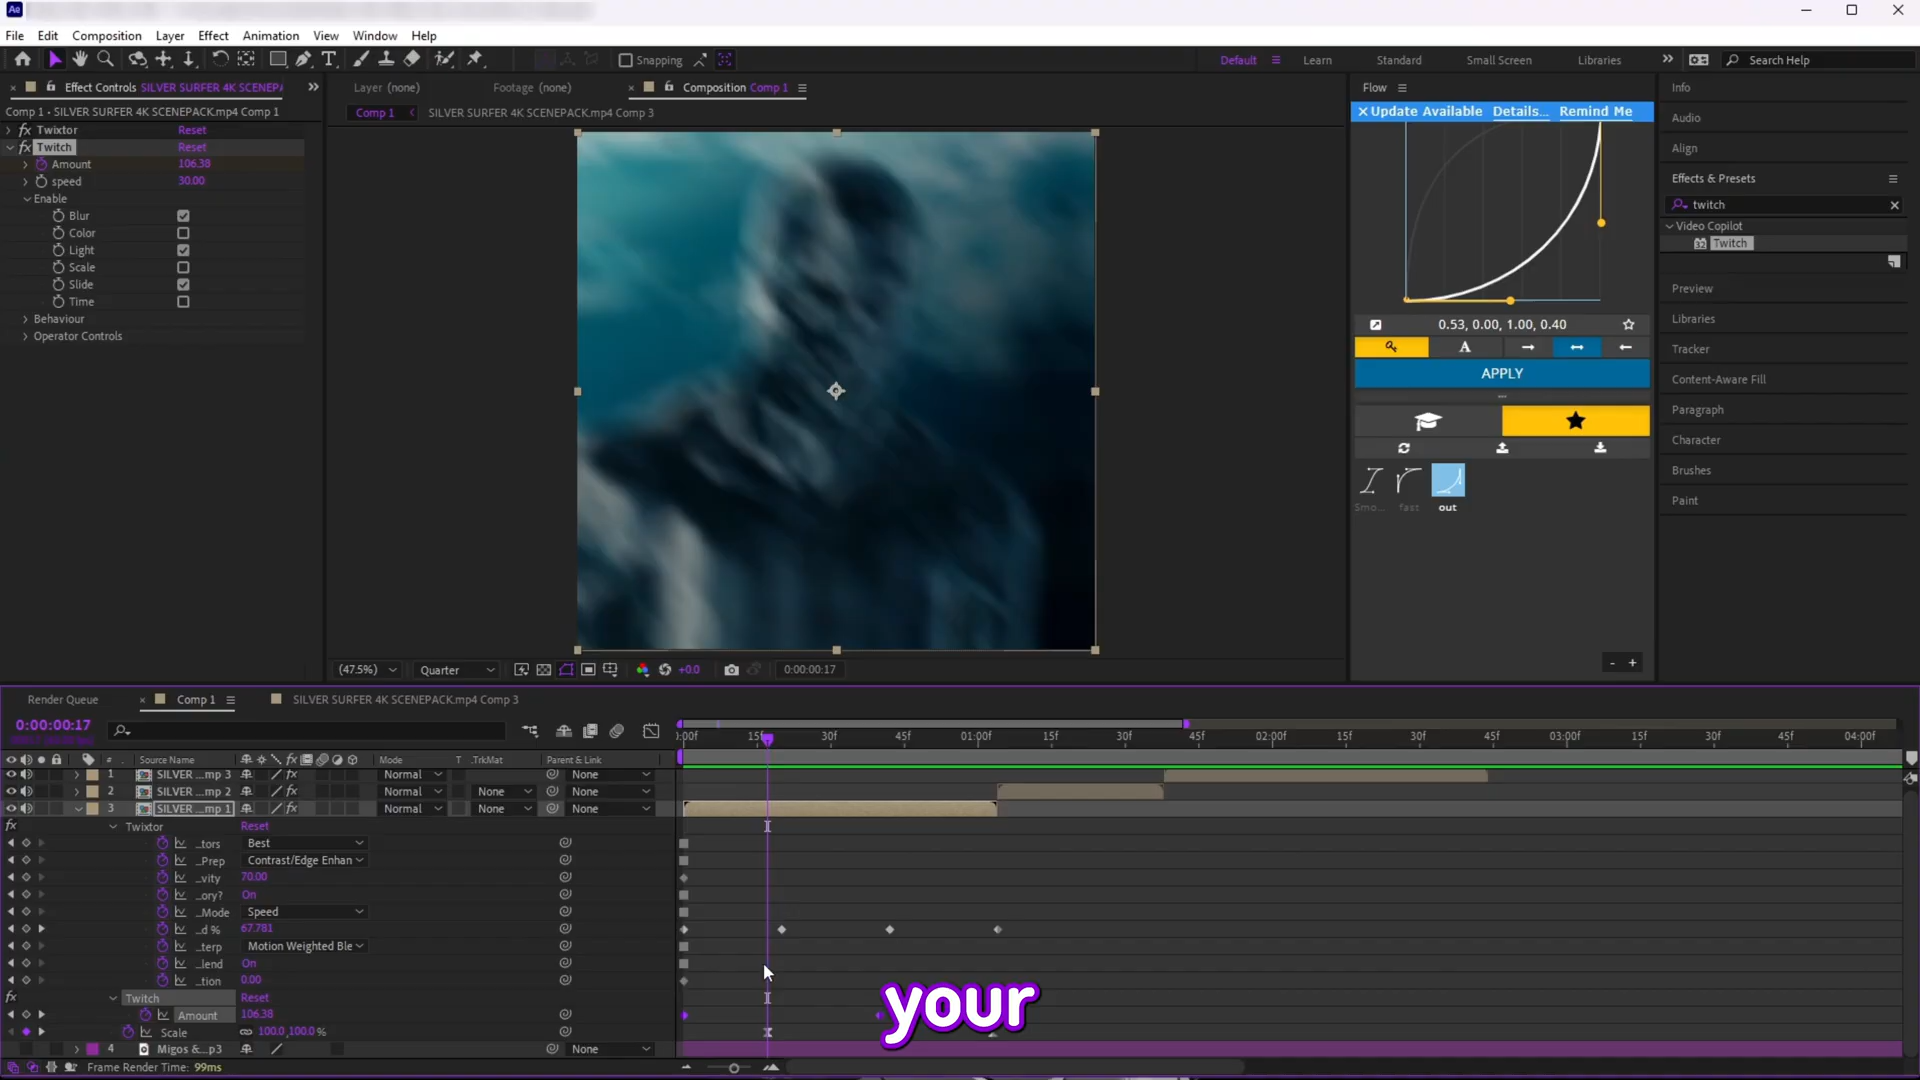 Ae
File Edit Composition Layer Effect Animation View Window Help
Snapping
Default Learn Standard Small Screen Libraries Search Help
Effect Controls SILVER SURFER 4K SCENEPA
Layer (none) Footage (none) Composition Comp 1
Flow
Info
Comp 1 • SILVER SURFER 4K SCENEPACK.mp4 Comp 1
Comp 1 SILVER SURFER 4K SCENEPACK.mp4 Comp 3
Update Available Details... Remind Me
Audio
fx Twixtor Reset
fx Twitch Reset
Align
Amount 106.38
speed 30.00
Effects & Presets
Enable
twitch
Blur
Video Copilot
Color
Twitch
Light
Scale
Slide
Preview
Time
Behaviour
Libraries
Operator Controls
0.53, 0.00, 1.00, 0.40
A
Tracker
APPLY
Content-Aware Fill
Paragraph
Character
Brushes
Paint
Smo... fast out
(47.5%) Quarter +0.0 0:00:00:17
- +
Render Queue Comp 1 SILVER SURFER 4K SCENEPACK.mp4 Comp 3
0:00:00:17
:00f 15f 30f 45f 01:00f 15f 30f 45f 02:00f 15f 30f 45f 03:00f 15f 30f 45f 04:00f
# Source Name fx Mode T .TrkMat Parent & Link
1 SILVER ...mp 3 fx Normal None
2 SILVER ...mp 2 fx Normal None None
3 SILVER ...mp 1 fx Normal None None
fx Twixtor Reset
...tors Best
...Prep Contrast/Edge Enhan
...vity 70.00
...ory? On
...Mode Speed
...d % 67.781
...terp Motion Weighted Ble
...lend On
...tion 0.00
fx Twitch Reset
Amount 106.38
Scale 100.0,100.0%
4 Migos &...p3 None
Frame Render Time: 99ms
your